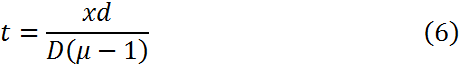 t = xd / D(μ − 1) (6)